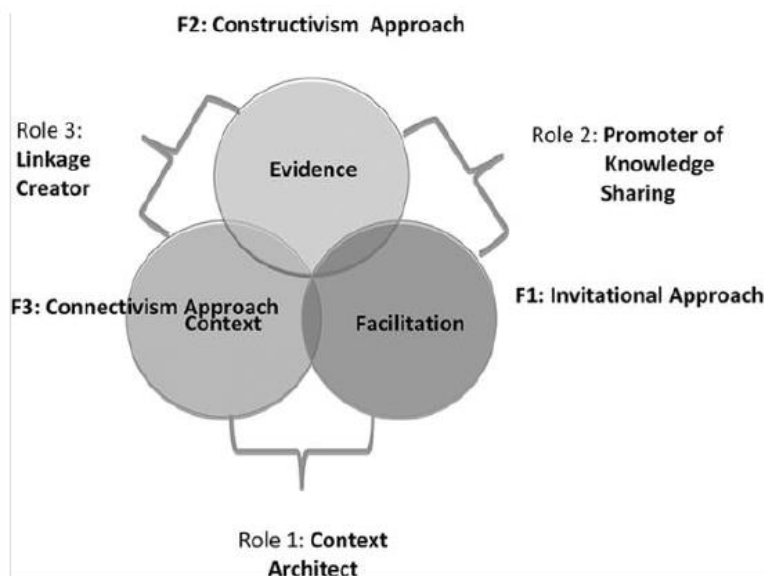 F2: Constructivism Approach
Role 3:
Linkage
Creator
Evidence
Role 2: Promoter of
Knowledge
Sharing
F3: Connectivism Approach
Context
Facilitation
F1: Invitational Approach
Role 1: Context
Architect